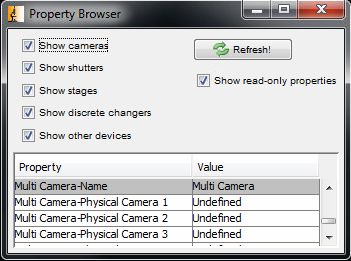 Property Browser
Show cameras
Refresh!
Show shutters
Show read-only properties
Show stages
Show discrete changers
Show other devices
Property Value
Multi Camera-Name Multi Camera
Multi Camera-Physical Camera 1 Undefined
Multi Camera-Physical Camera 2 Undefined
Multi Camera-Physical Camera 3 Undefined